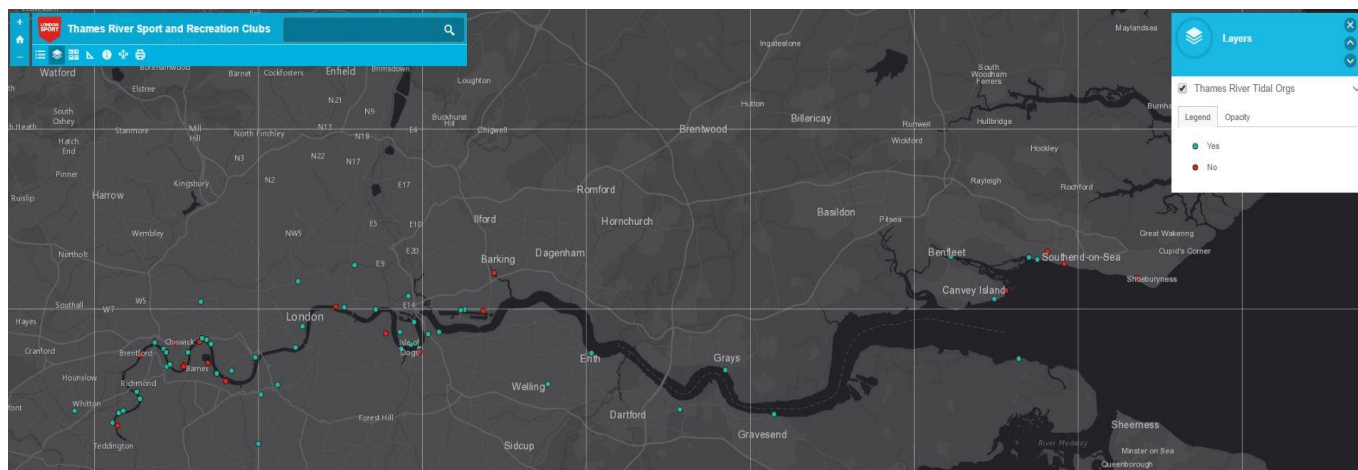 LONDON SPORT
Thames River Sport and Recreation Clubs
Layers
Thames River Tidal Orgs
Legend Opacity
Yes
No
Watford
Borehamwood
Barnet
Cockfosters
Enfield
Brimsdown
Loughton
Ingatestone
Maylandsea
South
Woodham
Ferrers
Elstree
N21
N9
Hutton
Burnha
South
Oxhey
h Heath
Stanmore
Mill
Hill
North Finchley
N13
N18
E4
Buckhurst
Hill
Chigwell
Brentwood
Billericay
Runwell
Hullbridge
Wickford
Hatch
End
N3
N22
N17
Hockley
Pinner
Kingsbury
N2
E17
Rayleigh
Rochford
Harrow
Romford
Ruislip
Ilford
Hornchurch
Basildon
Pitsea
Wembley
NW5
E5
E10
Great Wakering
Northolt
E20
Barking
Dagenham
Benfleet
Southend-on-Sea
Cupid's Corner
E9
Shoeburyness
W5
Canvey Island
Southall
W7
London
E14
Hayes
Cranford
Brentford
Chiswick
Isle of
Dogs
Barnes
Erith
Grays
Hounslow
Richmond
Welling
Whitton
font
Forest Hill
Dartford
Gravesend
Sheerness
Teddington
Sidcup
River Medway
Minster on Sea
Queenborough